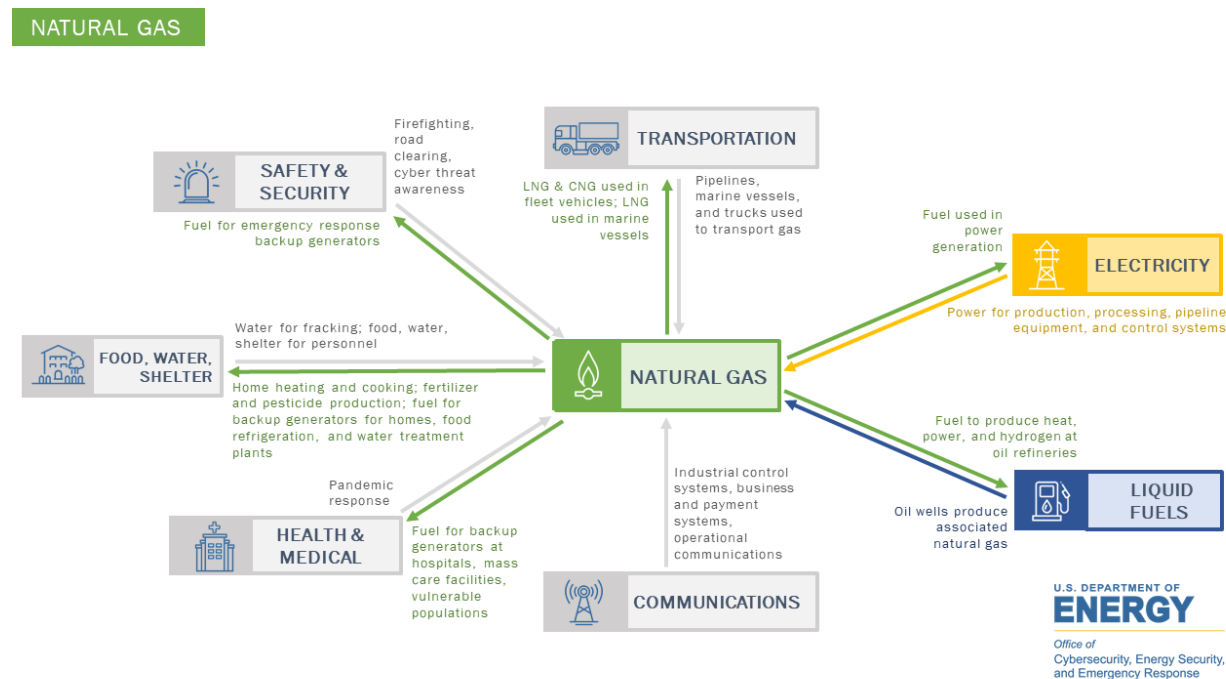 NATURAL GAS
Firefighting,
road
clearing,
cyber threat
awareness
SAFETY &
SECURITY
Fuel for emergency response
backup generators
TRANSPORTATION
LNG & CNG used in
fleet vehicles; LNG
used in marine
vessels
Pipelines,
marine vessels,
and trucks used
to transport gas
Fuel used in
power
generation
ELECTRICITY
Power for production, processing, pipeline
equipment, and control systems
Water for fracking; food, water,
shelter for personnel
FOOD, WATER,
SHELTER
Home heating and cooking; fertilizer
and pesticide production; fuel for
backup generators for homes, food
refrigeration, and water treatment
plants
NATURAL GAS
Fuel to produce heat,
power, and hydrogen at
oil refineries
LIQUID
FUELS
Oil wells produce
associated
natural gas
Pandemic
response
HEALTH &
MEDICAL
Fuel for backup
generators at
hospitals, mass
care facilities,
vulnerable
populations
Industrial control
systems, business
and payment
systems,
operational
communications
COMMUNICATIONS
U.S. DEPARTMENT OF
ENERGY
Office of
Cybersecurity, Energy Security,
and Emergency Response